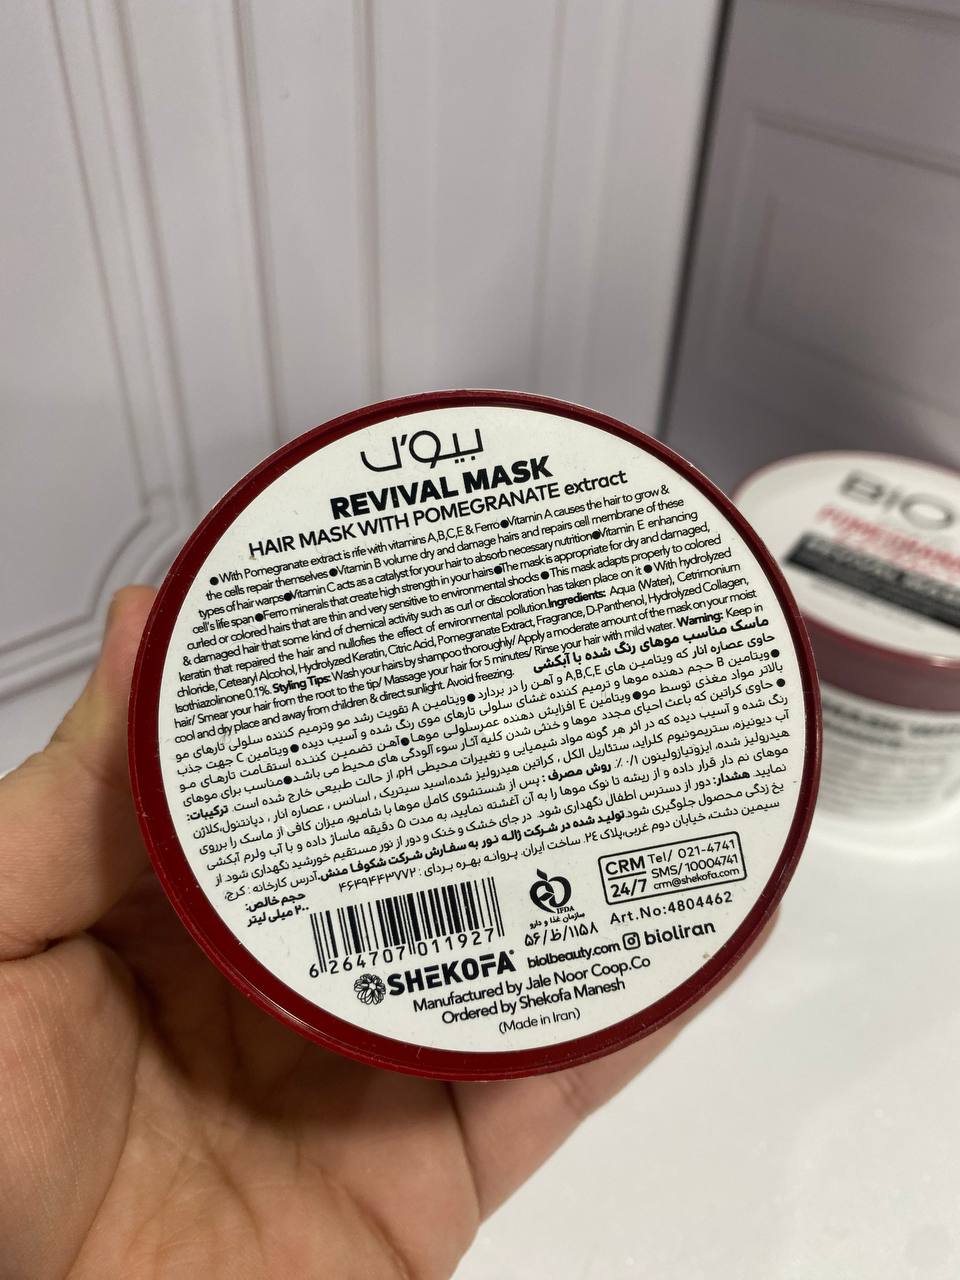 بیول
REVIVAL MASK
HAIR MASK WITH POMEGRANATE extract
●With Pomegranate extract is rife with vitamins A,B,C,E & Ferro●Vitamin A causes the hair to grow &
the cells repair themselves●Vitamin B volume dry and damage hairs and repairs cell membrane of these
types of hair warps●Vitamin C acts as a catalyst for your hair to absorb necessary nutrition●Vitamin E enhancing
cell's life span●Ferro minerals that create high strength in your hairs●The mask is appropriate for dry and damaged,
curled or colored hairs that are thin and very sensitive to environmental shocks ●This mask adapts properly to colored
& damaged hair that some kind of chemical activity such as curl or discoloration has taken place on it ● With hydrolyzed
keratin that repaired the hair and nullofies the effect of environmental pollution.Ingredients: Aqua (Water), Cetrimonium
chloride, Cetearyl Alcohol, Hydrolyzed Keratin, Citric Acid, Pomegranate Extract, Fragrance, D-Panthenol, Hydrolyzed Collagen,
Isothiazolinone 0.1%. Styling Tips: Wash your hairs by shampoo thoroughly/ Apply a moderate amount of the mask on your moist
hair/ Smear your hair from the root to the tip/ Massage your hair for 5 minutes/ Rinse your hair with mild water. Warning: Keep in
cool and dry place and away from children & direct sunlight. Avoid freezing.
ماسک مناسب موهای رنگ شده با آبکشی
حاوی عصاره انار که ویتامین های A,B,C,E و آهن را در بردارد ●ویتامین A تقویت رشد مو وترمیم کننده سلولی تارهای مو
●ویتامین B حجم دهنده موها و ترمیم کننده غشای سلولی تارهای موی رنگ شده و آسیب دیده ● ویتامین C جهت جذب
بالاتر مواد مغذی توسط مو● ویتامین E افزایش دهنده عمرسلولی موها●آهن تضمین کننده استقامت تارهای مو
● حاوی کراتین که باعث احیای مجدد موها و خنثی شدن کلیه آثار سوء آلودگی های محیط می باشد●مناسب برای موهای
رنگ شده و آسیب دیده که در اثر هر گونه مواد شیمیایی و تغییرات محیطی pH، از حالت طبیعی خارج شده است. ترکیبات:
آب دیونیزه، ستریمونیوم کلراید، ستئاریل الکل، کراتین هیدرولیز شده،اسید سیتریک، اسانس، عصاره انار، دپانتنول،کلاژن
هیدرولیز شده، ایزوتیازولینون ۰/۱ ٪. روش مصرف: پس از شستشوی کامل موها با شامپو، میزان کافی از ماسک را برروی
موهای نم دار قرار داده و از ریشه تا نوک موها را به آن آغشته نمایید، به مدت ۵ دقیقه ماساژ داده و با آب ولرم آبکشی
نمایید. هشدار: دور از دسترس اطفال نگهداری شود. در جای خشک و خنک و دور از نور مستقیم خورشید نگهداری شود. از
یخ زدگی محصول جلوگیری شود.تولید شده در شرکت ژاله نور به سفارش شرکت شکوفا منش.آدرس کارخانه: کرج،
سیمین دشت، خیابان دوم غربی،پلاک ۲۴. ساخت ایران. پروانه بهره برداری: ۴۶۴۹۴۴۳۷۷۲
حجم خالص:
۲۰۰ میلی لیتر
6 264707 011927
IFDA
سازمان غذا و دارو
۵۶/ظ/۱۱۵۸
CRM
24/7
Tel/ 021-4741
SMS/ 10004741
crm@shekofa.com
Art.No:4804462
SHEKOFA
biolbeauty.com bioliran
Manufactured by Jale Noor Coop.Co
Ordered by Shekofa Manesh
(Made in Iran)
BIO